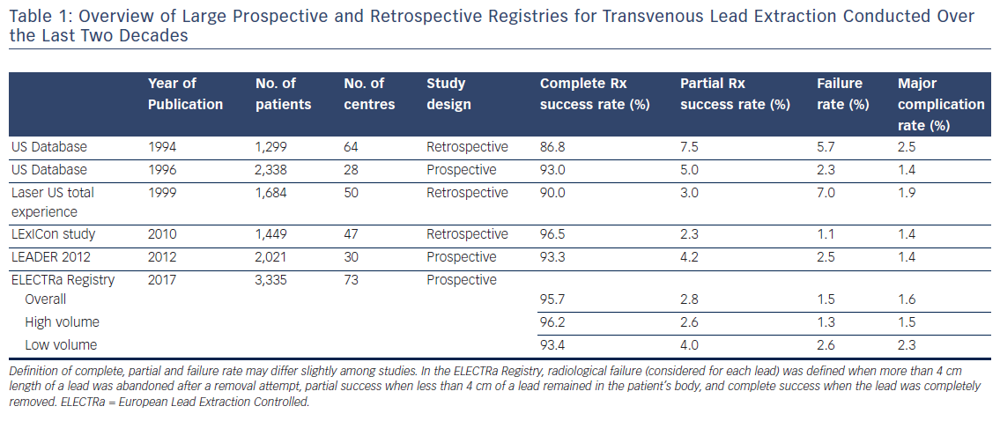 Table 1: Overview of Large Prospective and Retrospective Registries for Transvenous Lead Extraction Conducted Over
the Last Two Decades
Year of No. of No. of Study Complete Rx Partial Rx Failure Major
Publication patients centres design success rate (%) success rate (%) rate (%) complication
rate (%)
US Database 1994 1,299 64 Retrospective 86.8 7.5 5.7 2.5
US Database 1996 2,338 28 Prospective 93.0 5.0 2.3 1.4
Laser US total 1999 1,684 50 Retrospective 90.0 3.0 7.0 1.9
experience
LExICon study 2010 1,449 47 Retrospective 96.5 2.3 1.1 1.4
LEADER 2012 2012 2,021 30 Prospective 93.3 4.2 2.5 1.4
ELECTRa Registry 2017 3,335 73 Prospective
Overall 95.7 2.8 1.5 1.6
High volume 96.2 2.6 1.3 1.5
Low volume 93.4 4.0 2.6 2.3
Definition of complete, partial and failure rate may differ slightly among studies. In the ELECTRa Registry, radiological failure (considered for each lead) was defined when more than 4 cm
length of a lead was abandoned after a removal attempt, partial success when less than 4 cm of a lead remained in the patient's body, and complete success when the lead was completely
removed. ELECTRa = European Lead Extraction Controlled.